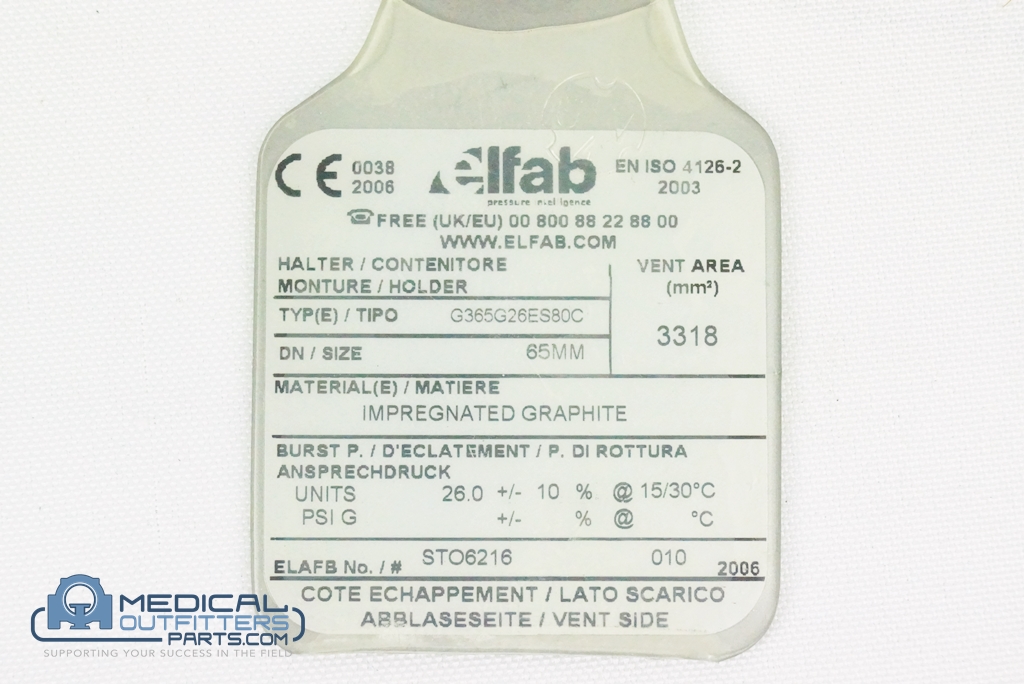 CE 0038
2006
elfab
pressure intelligence
EN ISO 4126-2
2003
FREE (UK/EU) 00 800 88 22 88 00
WWW.ELFAB.COM
HALTER / CONTENITORE
MONTURE / HOLDER
VENT AREA
(mm²)
TYP(E) / TIPO G365G26ES80C
3318
DN / SIZE 65MM
MATERIAL(E) / MATIERE
IMPREGNATED GRAPHITE
BURST P. / D'ECLATEMENT / P. DI ROTTURA
ANSPRECHDRUCK
UNITS 26.0 +/- 10 % @ 15/30°C
PSI G +/- % @ °C
ELAFB No. / # STO6216 010 2006
COTE ECHAPPEMENT / LATO SCARICO
ABBLASESEITE / VENT SIDE
MEDICAL
OUTFITTERS
PARTS.COM
SUPPORTING YOUR SUCCESS IN THE FIELD